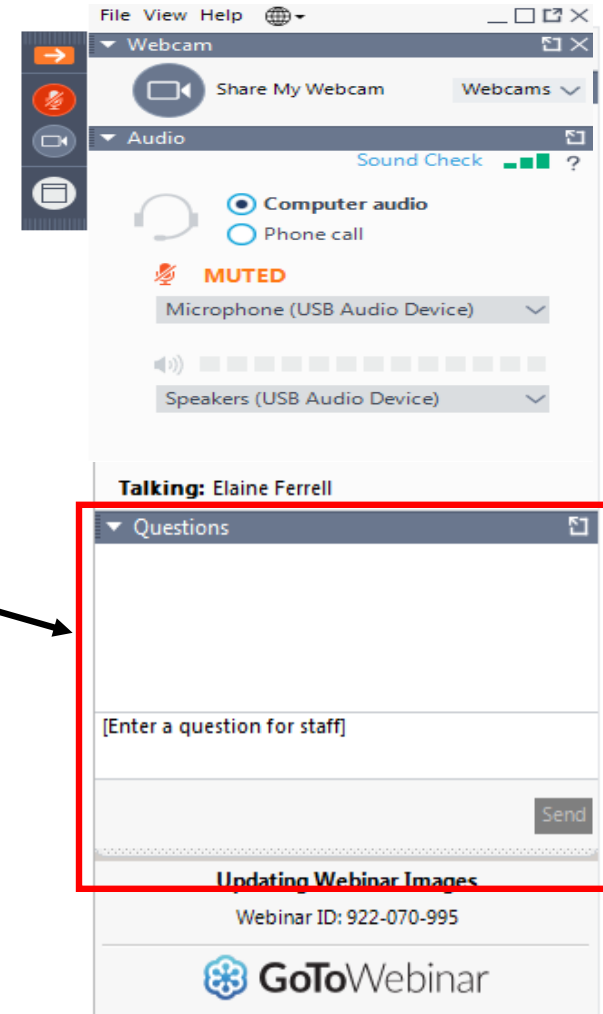 File View Help
Webcam
Share My Webcam Webcams
Audio
Sound Check ?
Computer audio
Phone call
MUTED
Microphone (USB Audio Device)
Speakers (USB Audio Device)
Talking: Elaine Ferrell
Questions
[Enter a question for staff]
Send
Updating Webinar Images
Webinar ID: 922-070-995
GoToWebinar